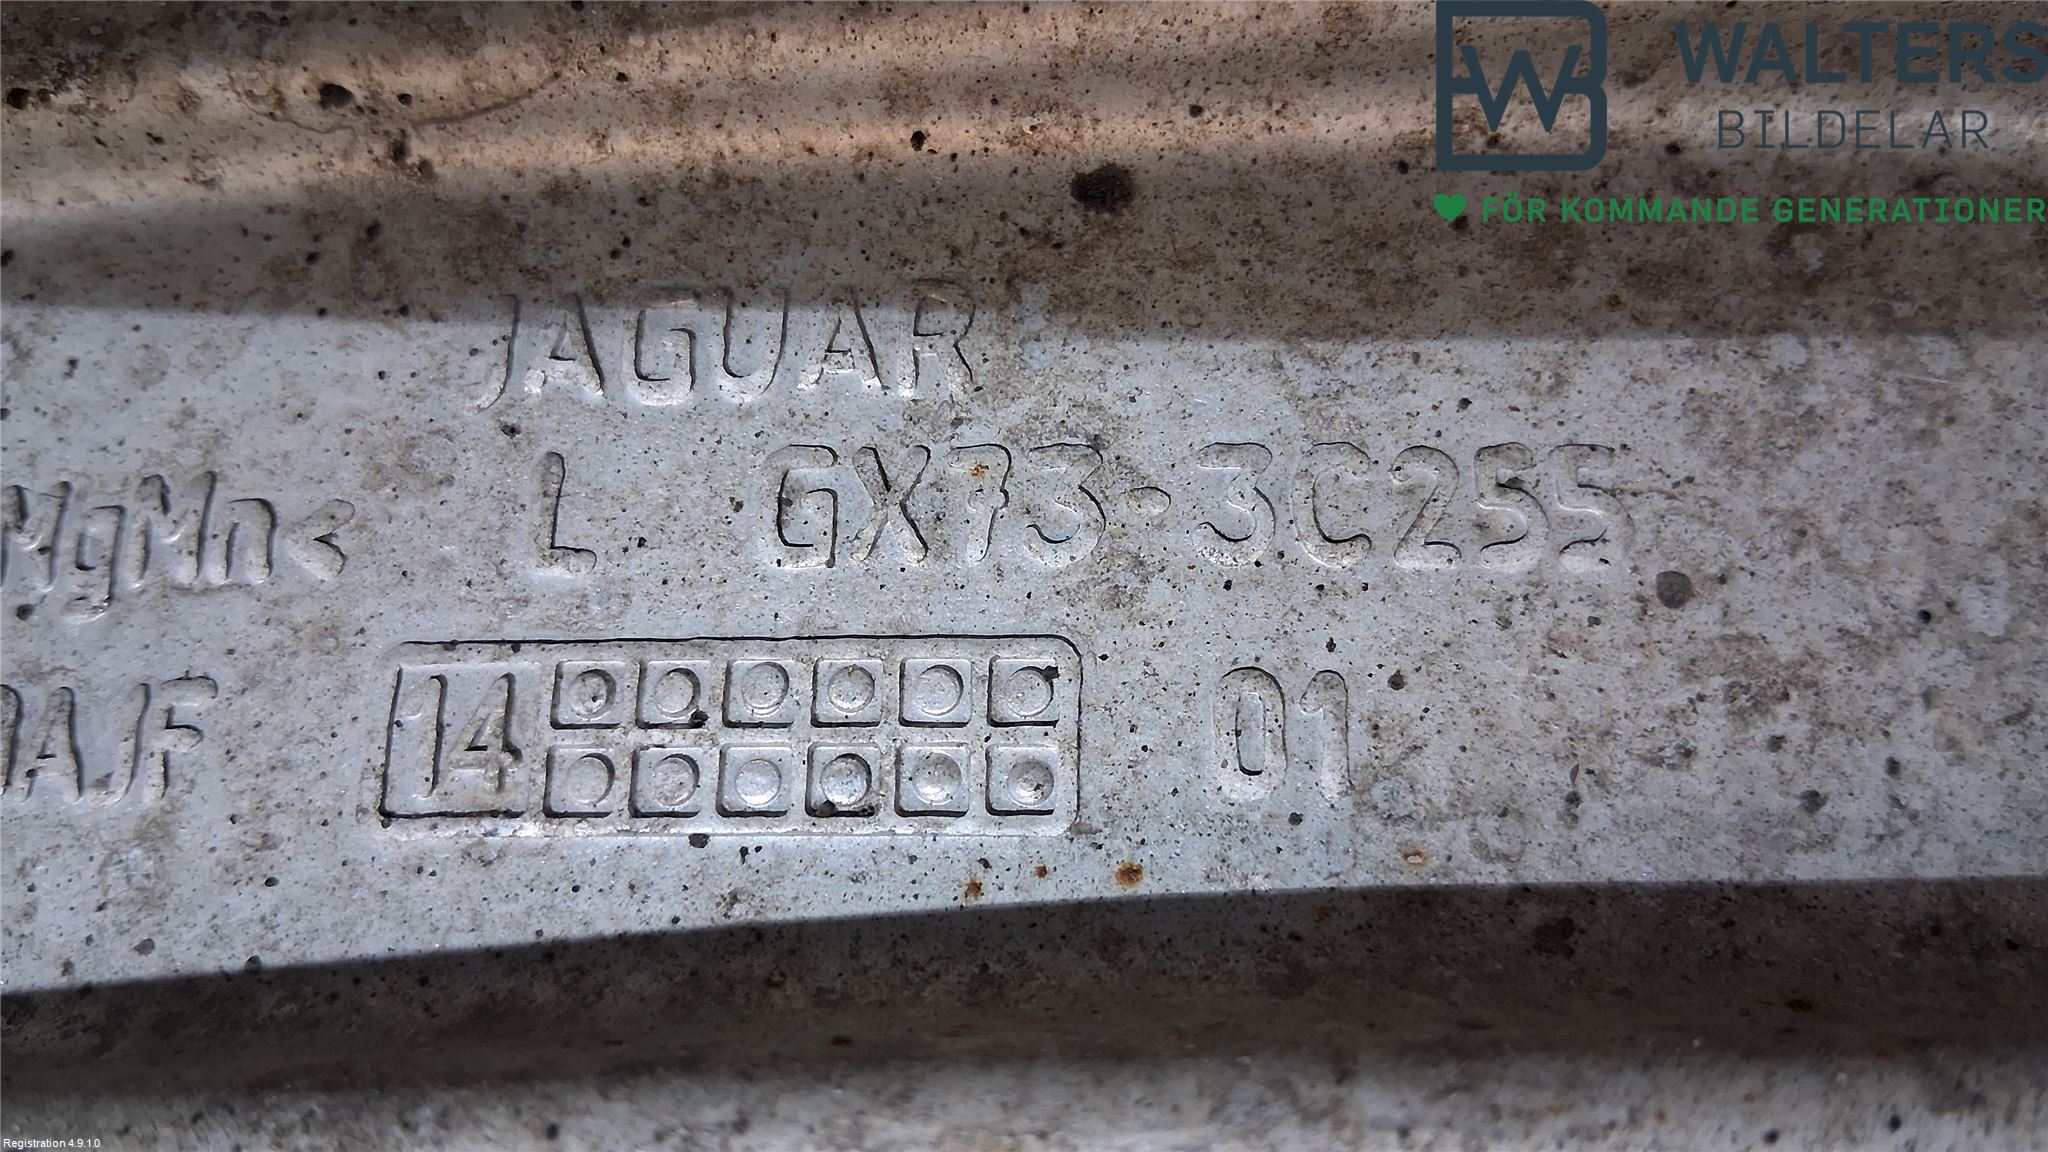 WALTERS
BILDELAR
FÖR KOMMANDE GENERATIONER
JAGUAR
MgMn< L GX73-3C255
14 01
Registration 4.9.1.0